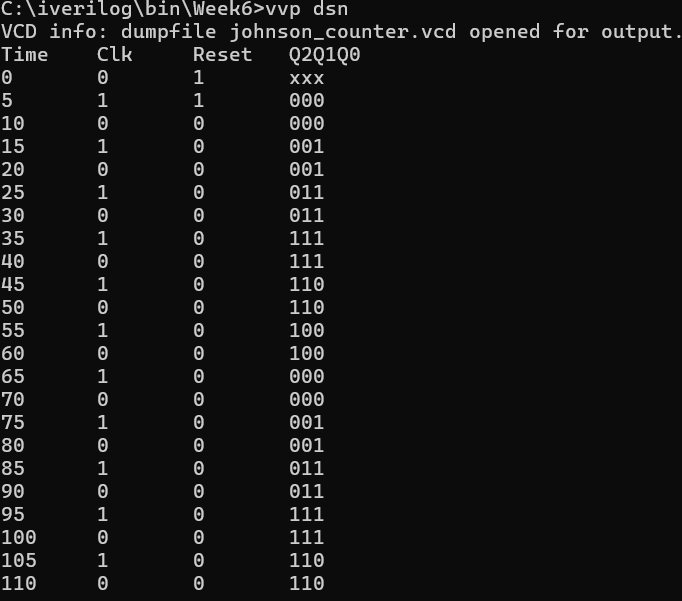 C:\iverilog\bin\Week6>vvp dsn
VCD info: dumpfile johnson_counter.vcd opened for output.
Time    Clk     Reset   Q2Q1Q0
0       0       1       xxx
5       1       1       000
10      0       0       000
15      1       0       001
20      0       0       001
25      1       0       011
30      0       0       011
35      1       0       111
40      0       0       111
45      1       0       110
50      0       0       110
55      1       0       100
60      0       0       100
65      1       0       000
70      0       0       000
75      1       0       001
80      0       0       001
85      1       0       011
90      0       0       011
95      1       0       111
100     0       0       111
105     1       0       110
110     0       0       110